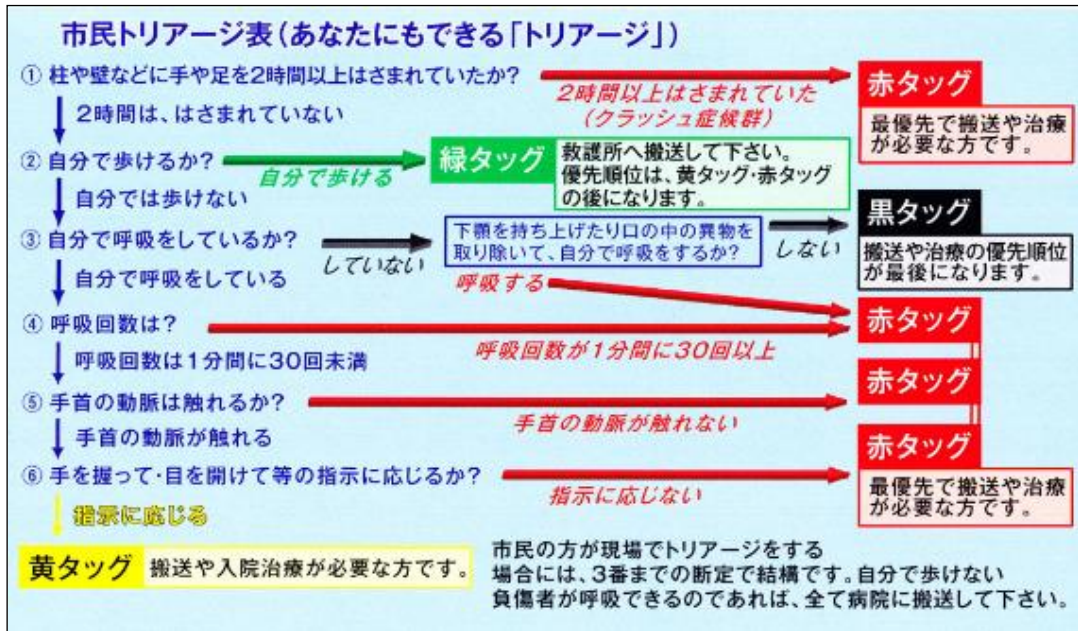 市民トリアージ表(あなたにもできる「トリアージ」)
① 柱や壁などに手や足を2時間以上はさまれていたか?
2時間以上はさまれていた
(クラッシュ症候群)
赤タッグ
最優先で搬送や治療
が必要な方です。
2時間は、はさまれていない
② 自分で歩けるか?
自分で歩ける
緑タッグ
救護所へ搬送して下さい。
優先順位は、黄タッグ・赤タッグ
の後になります。
自分では歩けない
③ 自分で呼吸をしているか?
していない
下顎を持ち上げたり口の中の異物を
取り除いて、自分で呼吸をするか?
しない
黒タッグ
搬送や治療の優先順位
が最後になります。
自分で呼吸をしている
呼吸する
④ 呼吸回数は?
呼吸回数が1分間に30回以上
赤タッグ
呼吸回数は1分間に30回未満
⑤ 手首の動脈は触れるか?
手首の動脈が触れない
赤タッグ
手首の動脈が触れる
⑥ 手を握って・目を開けて等の指示に応じるか?
指示に応じない
赤タッグ
最優先で搬送や治療
が必要な方です。
指示に応じる
黄タッグ
搬送や入院治療が必要な方です。
市民の方が現場でトリアージをする
場合には、3番までの断定で結構です。自分で歩けない
負傷者が呼吸できるのであれば、全て病院に搬送して下さい。